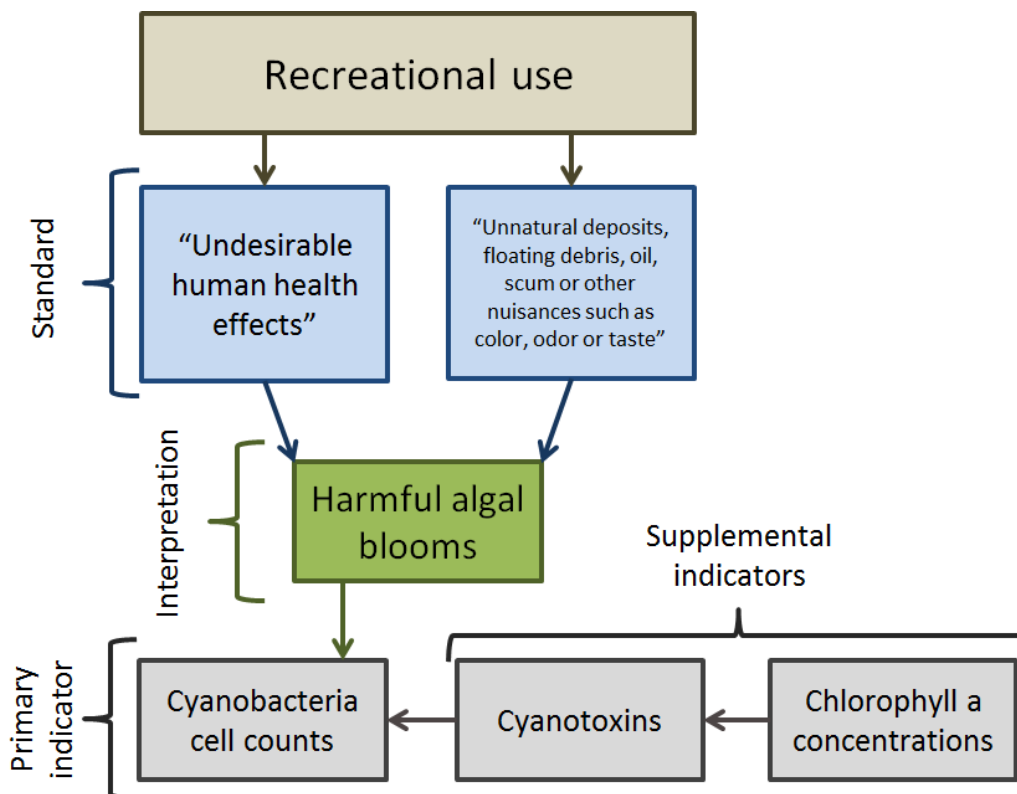 Recreational use
Standard
“Undesirable
human health
effects”
“Unnatural deposits,
floating debris, oil,
scum or other
nuisances such as
color, odor or taste”
Interpretation
Harmful algal
blooms
Supplemental
indicators
Primary
indicator
Cyanobacteria
cell counts
Cyanotoxins
Chlorophyll a
concentrations